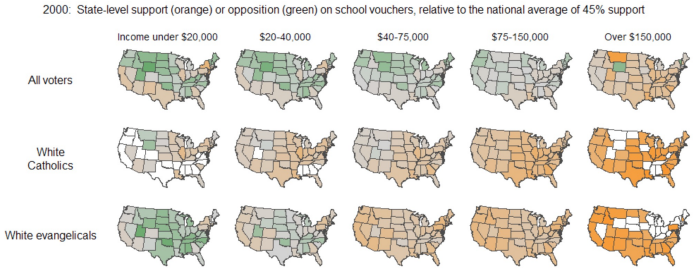 2000: State-level support (orange) or opposition (green) on school vouchers, relative to the national average of 45% support
Income under $20,000 $20-40,000 $40-75,000 $75-150,000 Over $150,000
All voters
White
Catholics
White evangelicals